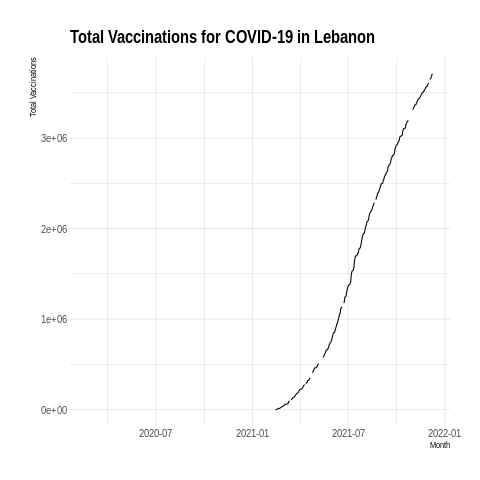 Total Vaccinations for COVID-19 in Lebanon
Total Vaccinations
3e+06
2e+06
1e+06
0e+00
2020-07 2021-01 2021-07 2022-01
Month